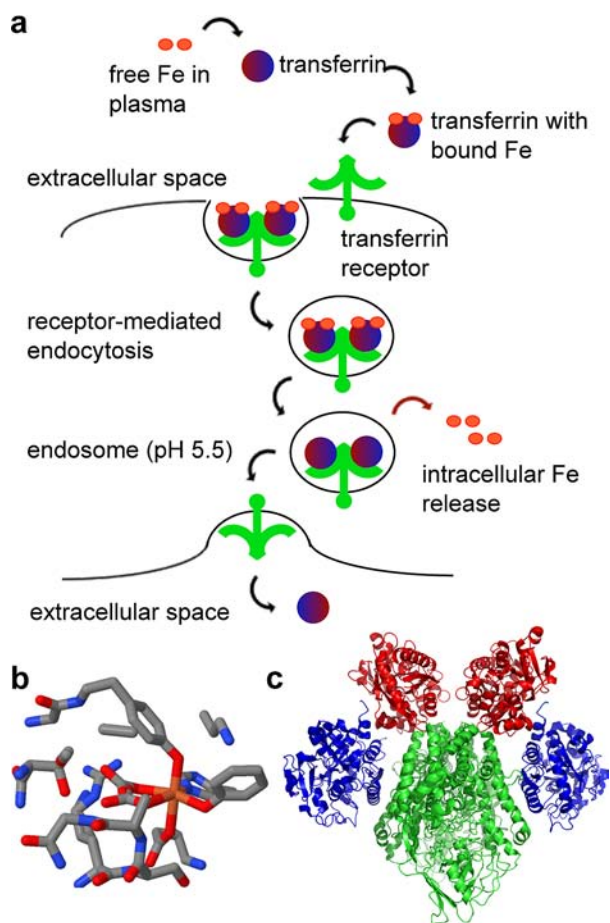 a
free Fe in
plasma
transferrin
transferrin with
bound Fe
extracellular space
transferrin
receptor
receptor-mediated
endocytosis
endosome (pH 5.5)
intracellular Fe
release
extracellular space
b
c